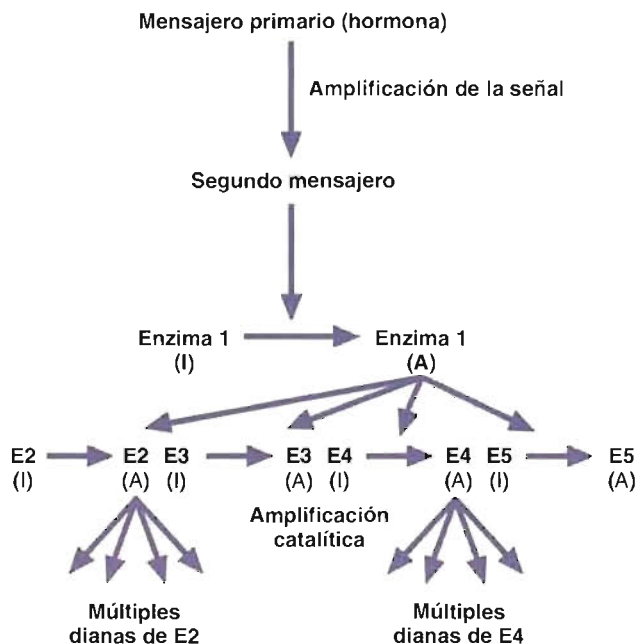 Mensajero primario (hormona)
Amplificación de la señal
Segundo mensajero
Enzima 1 Enzima 1
(I) (A)
E2 E2 E3 E3 E4 E4 E5 E5
(I) (A) (I) (A) (I) (A) (I) (A)
Amplificación
catalítica
Múltiples Múltiples
dianas de E2 dianas de E4